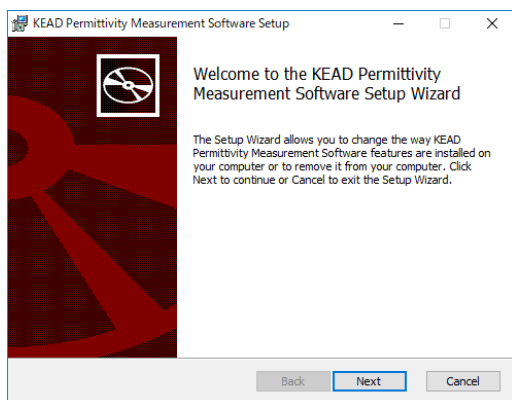 KEAD Permittivity Measurement Software Setup
Welcome to the KEAD Permittivity
Measurement Software Setup Wizard
The Setup Wizard allows you to change the way KEAD
Permittivity Measurement Software features are installed on
your computer or to remove it from your computer. Click
Next to continue or Cancel to exit the Setup Wizard.
Back
Next
Cancel